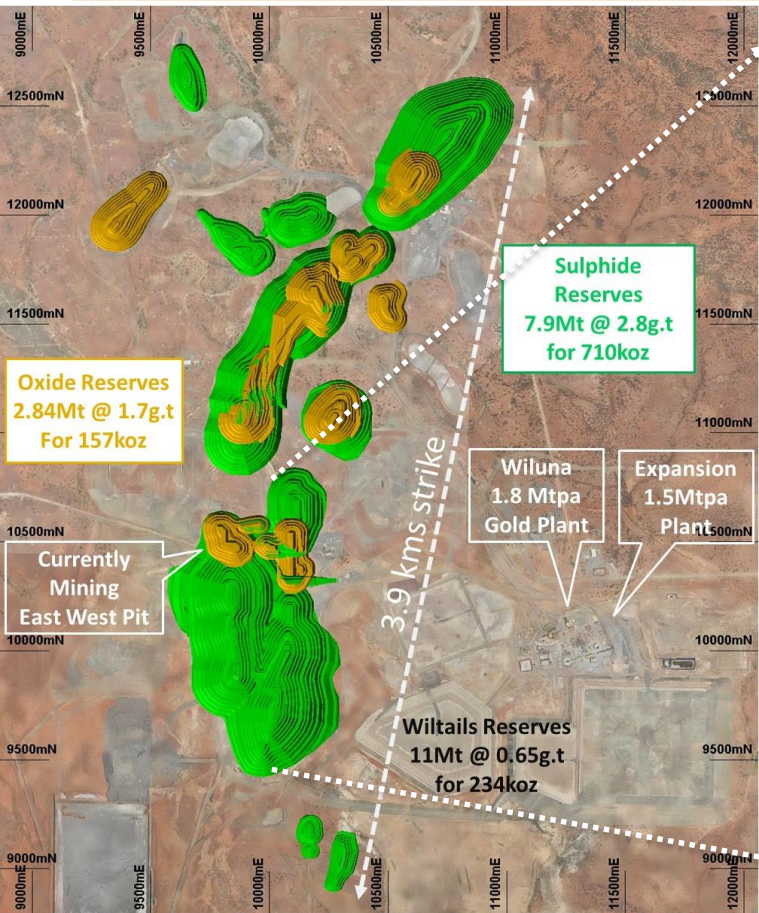 9000mE
9500mE
10000mE
10500mE
11000mE
11500mE
12000mE
12500mN
12500mN
12000mN
12000mN
Sulphide
Reserves
7.9Mt @ 2.8g.t
for 710koz
11500mN
11500mN
Oxide Reserves
2.84Mt @ 1.7g.t
For 157koz
11000mN
3.9 kms strike
Wiluna
1.8 Mtpa
Gold Plant
Expansion
1.5Mtpa
Plant
10500mN
10500mN
Currently
Mining
East West Pit
10000mN
10000mN
Wiltails Reserves
11Mt @ 0.65g.t
for 234koz
9500mN
9500mN
9000mN
9000mN
9000mE
9500mE
10000mE
10500mE
11000mE
11500mE
12000mE